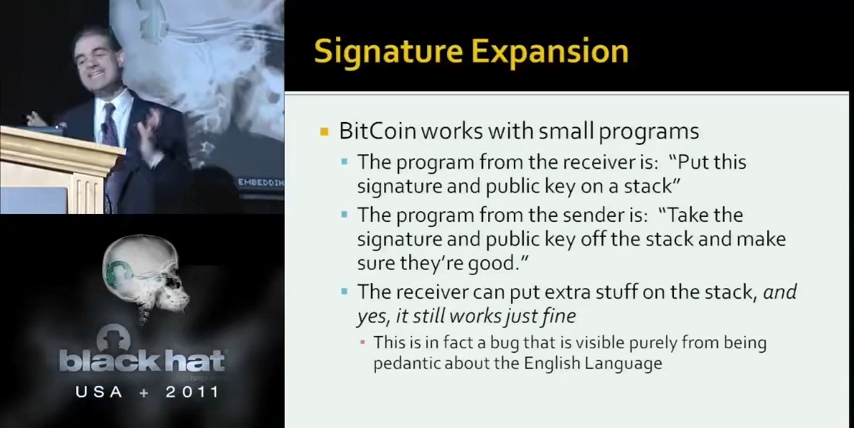 Signature Expansion
BitCoin works with small programs
The program from the receiver is: “Put this
signature and public key on a stack”
The program from the sender is: “Take the
signature and public key off the stack and make
sure they’re good.”
The receiver can put extra stuff on the stack, and
yes, it still works just fine
This is in fact a bug that is visible purely from being
pedantic about the English Language
EMBEDDIN
black hat
USA + 2011